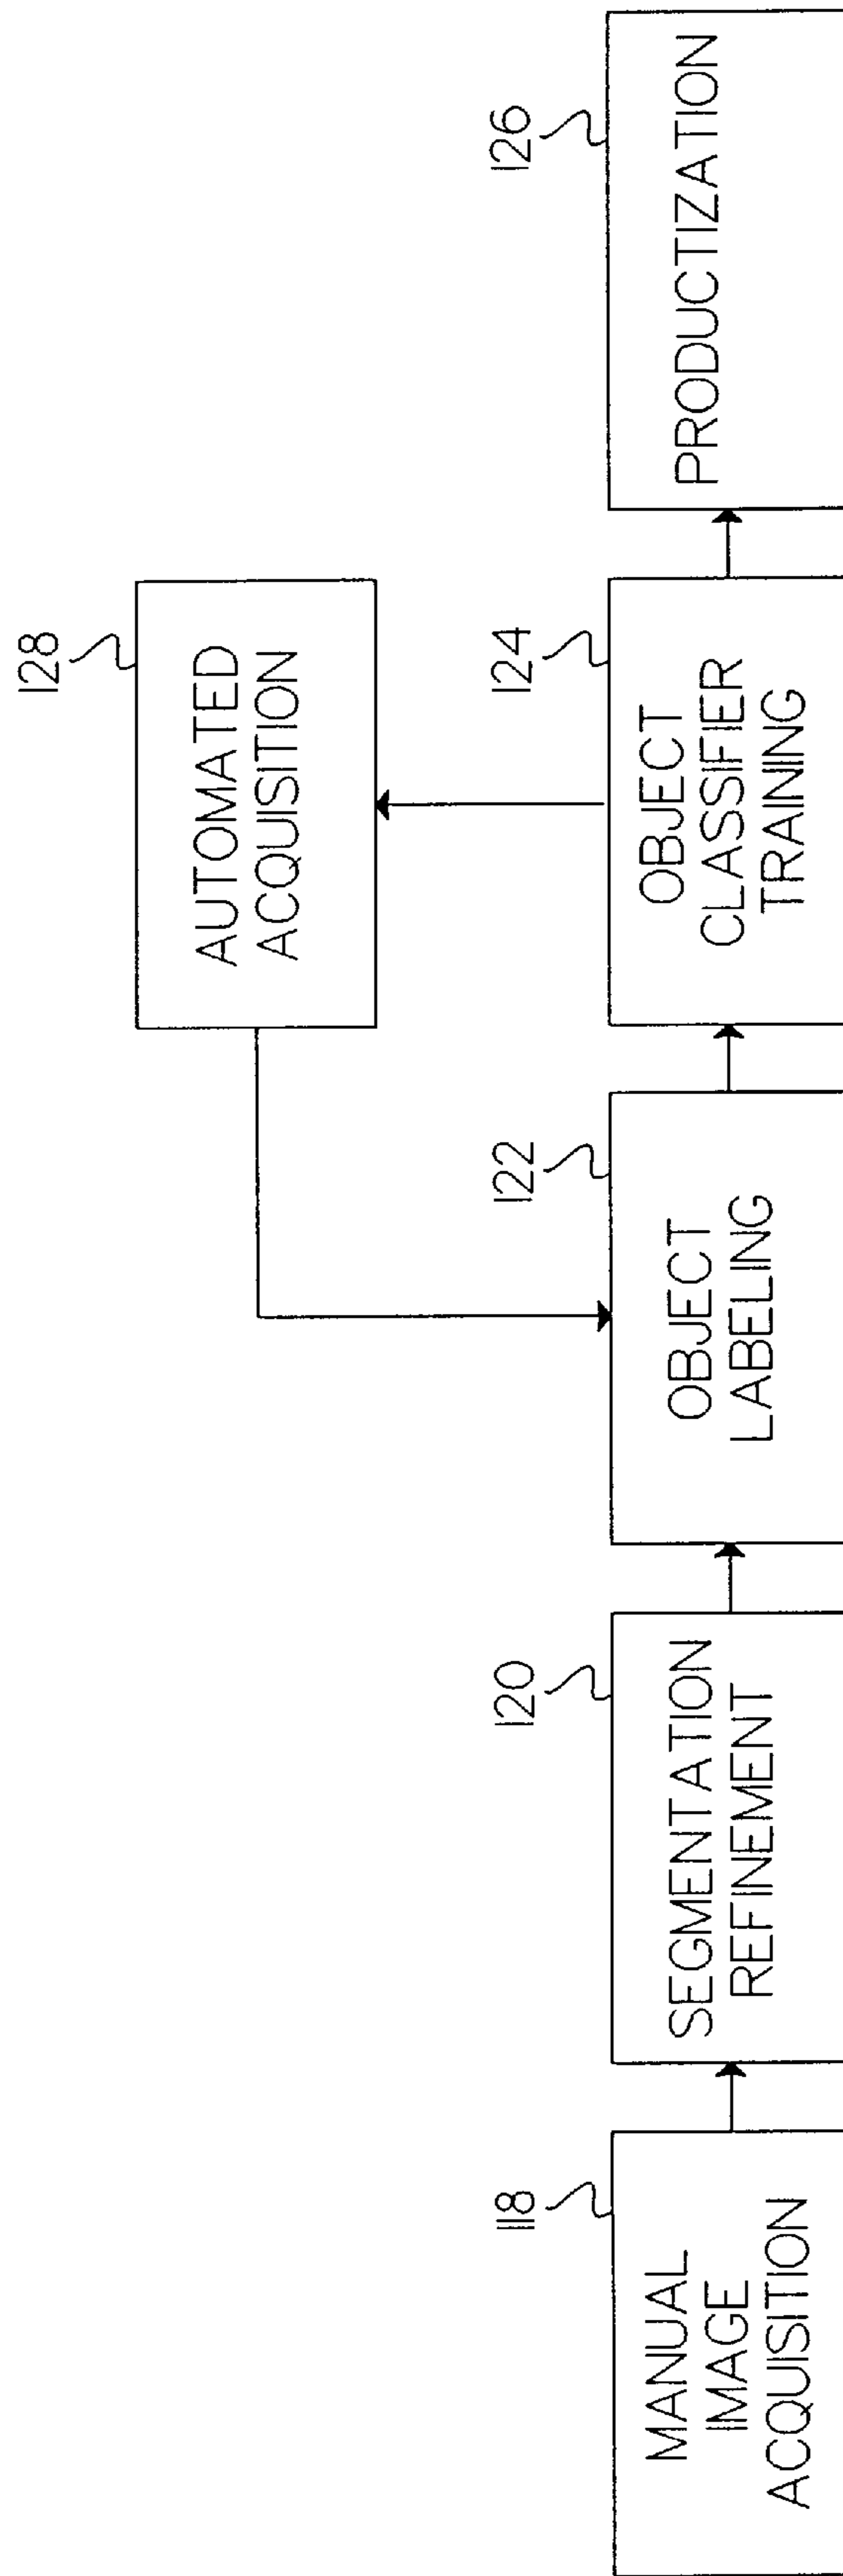 128
AUTOMATED
ACQUISITION
118
MANUAL
IMAGE
ACQUISITION
120
SEGMENTATION
REFINEMENT
122
OBJECT
LABELING
124
OBJECT
CLASSIFIER
TRAINING
126
PRODUCTIZATION